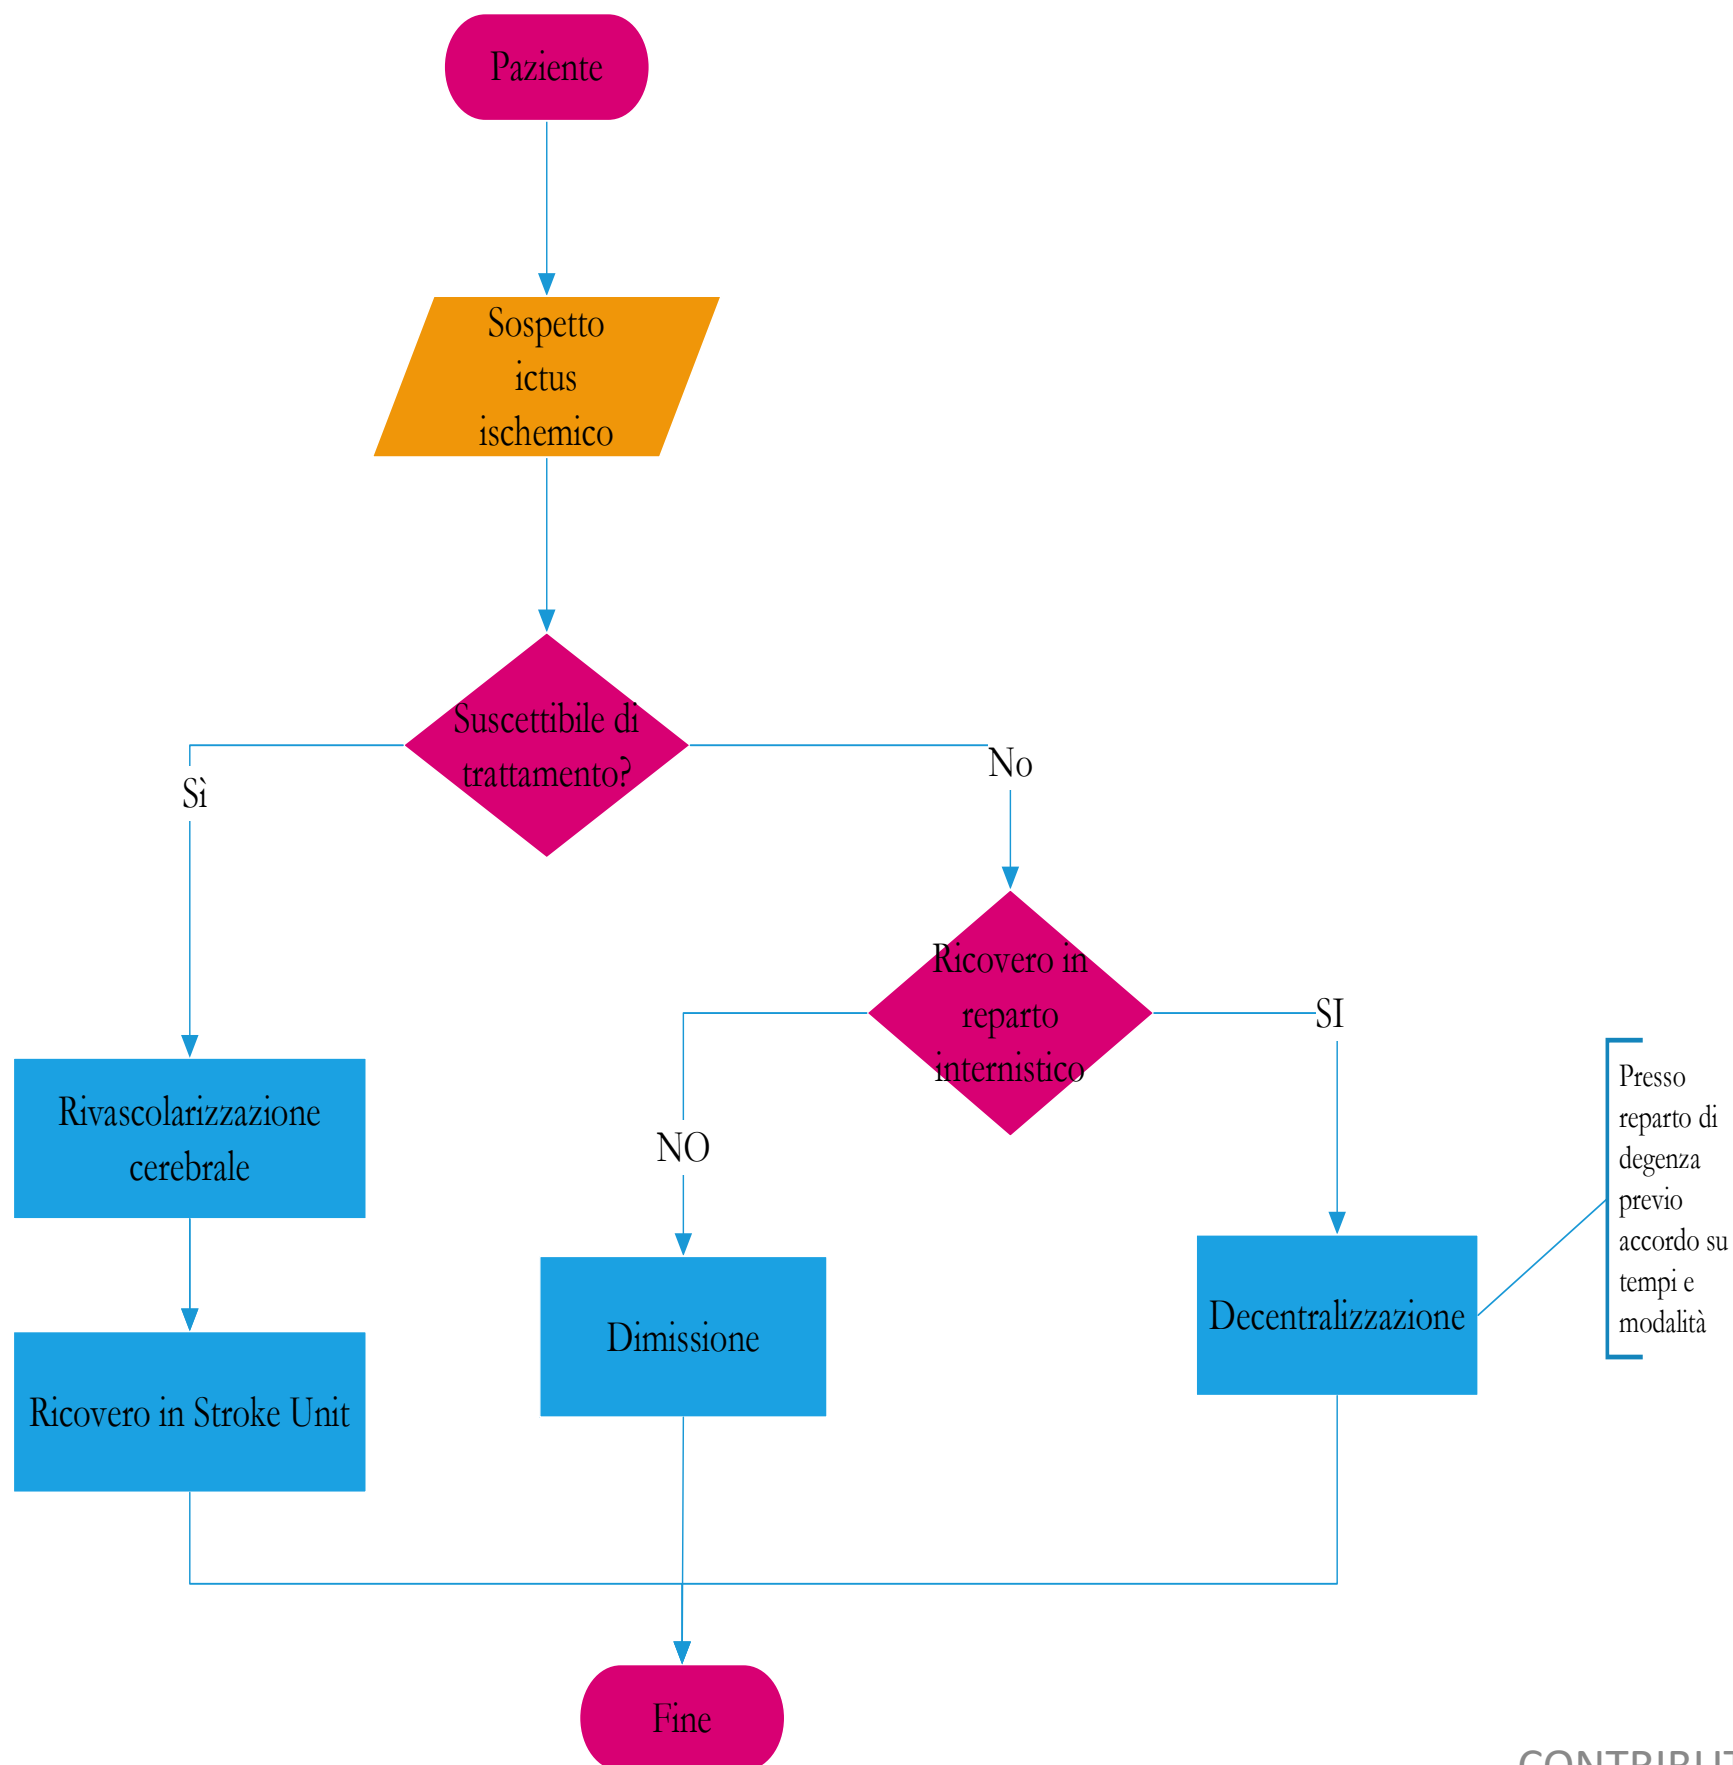 Paziente
Sospetto
ictus
ischemico
Suscettibile di
trattamento?
Sì
No
Ricovero in
reparto
internistico
SI
NO
Rivascolarizzazione
cerebrale
Ricovero in Stroke Unit
Dimissione
Decentralizzazione
Presso
reparto di
degenza
previo
accordo su
tempi e
modalità
Fine